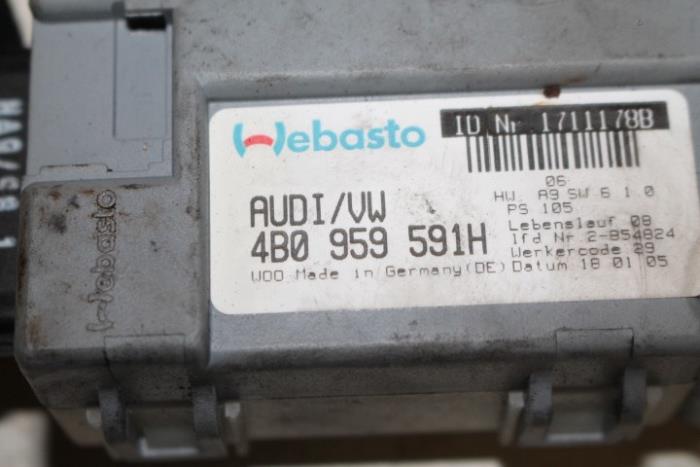 Webasto
ID Nr 1711178B
06
HW A9 SW 6 1 0
PS 105
AUDI/VW
Lebenslauf 08
4B0 959 591H
lfd Nr 2-854824
Werkercode 29
WOO Made in Germany(DE) Datum 18 01 05
Webasto